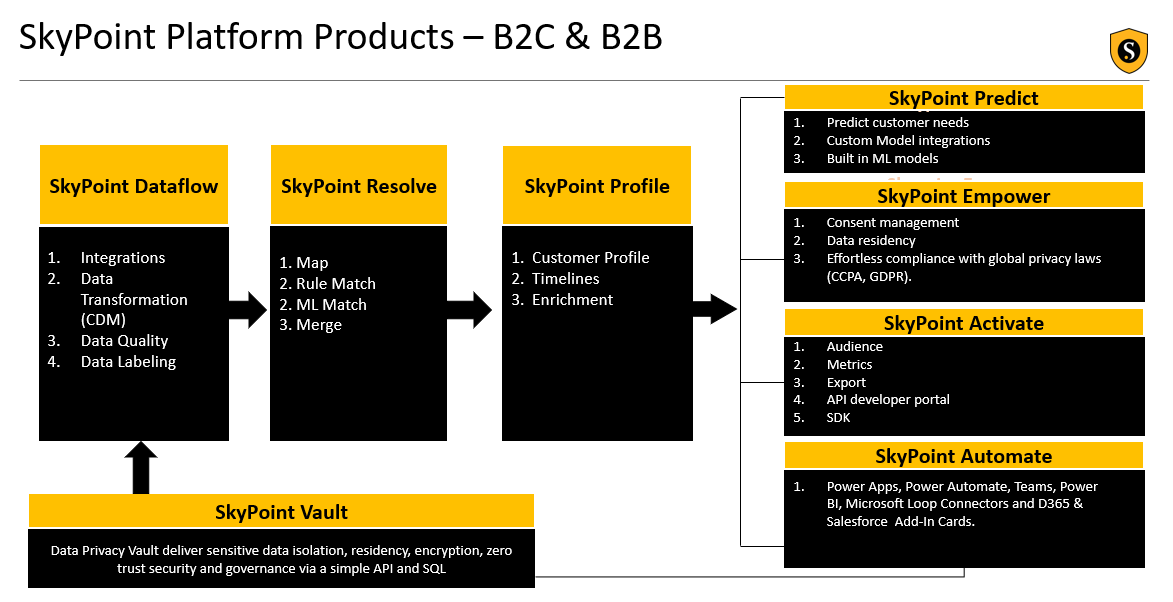 SkyPoint Platform Products – B2C & B2B
S
SkyPoint Dataflow
1. Integrations
2. Data
Transformation
(CDM)
3. Data Quality
4. Data Labeling
SkyPoint Resolve
1. Map
2. Rule Match
2. ML Match
3. Merge
SkyPoint Profile
1. Customer Profile
2. Timelines
3. Enrichment
SkyPoint Predict
1. Predict customer needs
2. Custom Model integrations
3. Built in ML models
SkyPoint Empower
1. Consent management
2. Data residency
3. Effortless compliance with global privacy laws
(CCPA, GDPR).
SkyPoint Activate
1. Audience
2. Metrics
3. Export
4. API developer portal
5. SDK
SkyPoint Automate
1. Power Apps, Power Automate, Teams, Power
BI, Microsoft Loop Connectors and D365 &
Salesforce Add-In Cards.
SkyPoint Vault
Data Privacy Vault deliver sensitive data isolation, residency, encryption, zero
trust security and governance via a simple API and SQL